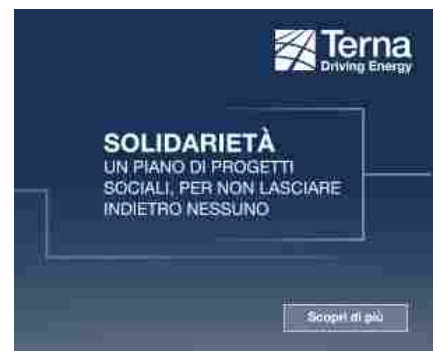 Terna
Driving Energy
SOLIDARIETÀ
UN PIANO DI PROGETTI
SOCIALI, PER NON LASCIARE
INDIETRO NESSUNO
Scopri di più